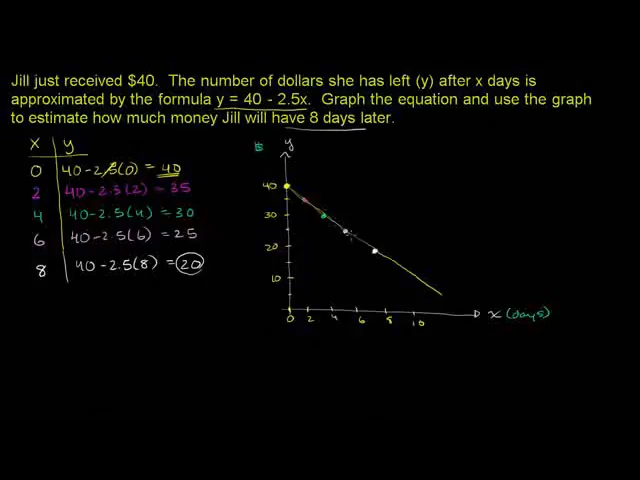 Jill just received $40. The number of dollars she has left (y) after x days is
approximated by the formula y = 40 - 2.5x. Graph the equation and use the graph
to estimate how much money Jill will have 8 days later.
x y
0 40-2.5(0) = 40
2 40-2.5(2) = 35
4 40-2.5(4) = 30
6 40-2.5(6) = 25
8 40-2.5(8) = 20
y
40
30
20
10
0 2 4 6 8 10
x (days)